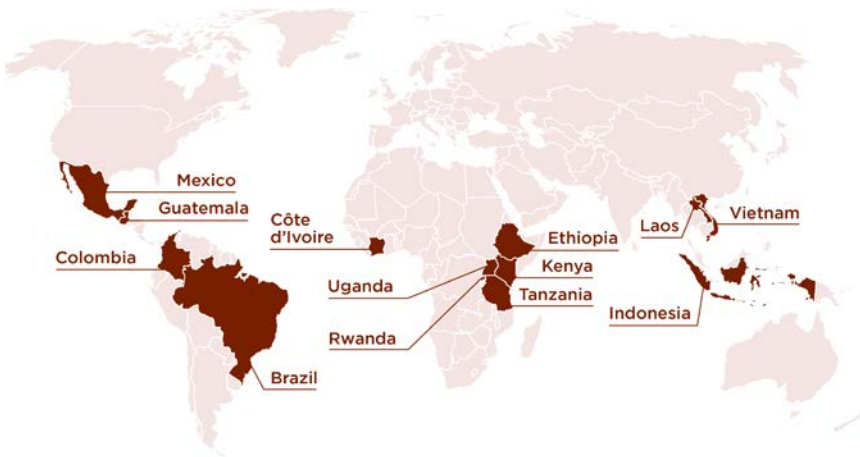 Mexico
Guatemala
Colombia
Brazil
Côte
d'Ivoire
Uganda
Rwanda
Ethiopia
Kenya
Tanzania
Laos
Vietnam
Indonesia